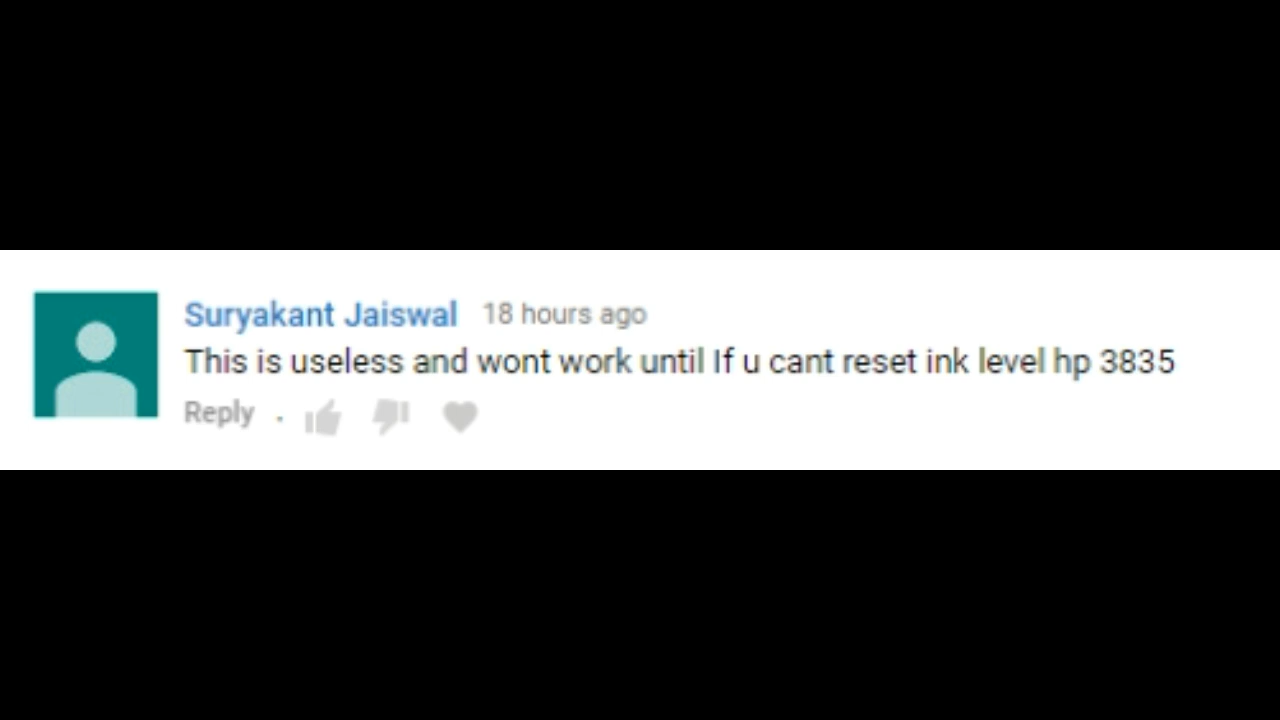 Suryakant Jaiswal 18 hours ago
This is useless and wont work until If u cant reset ink level hp 3835
Reply .